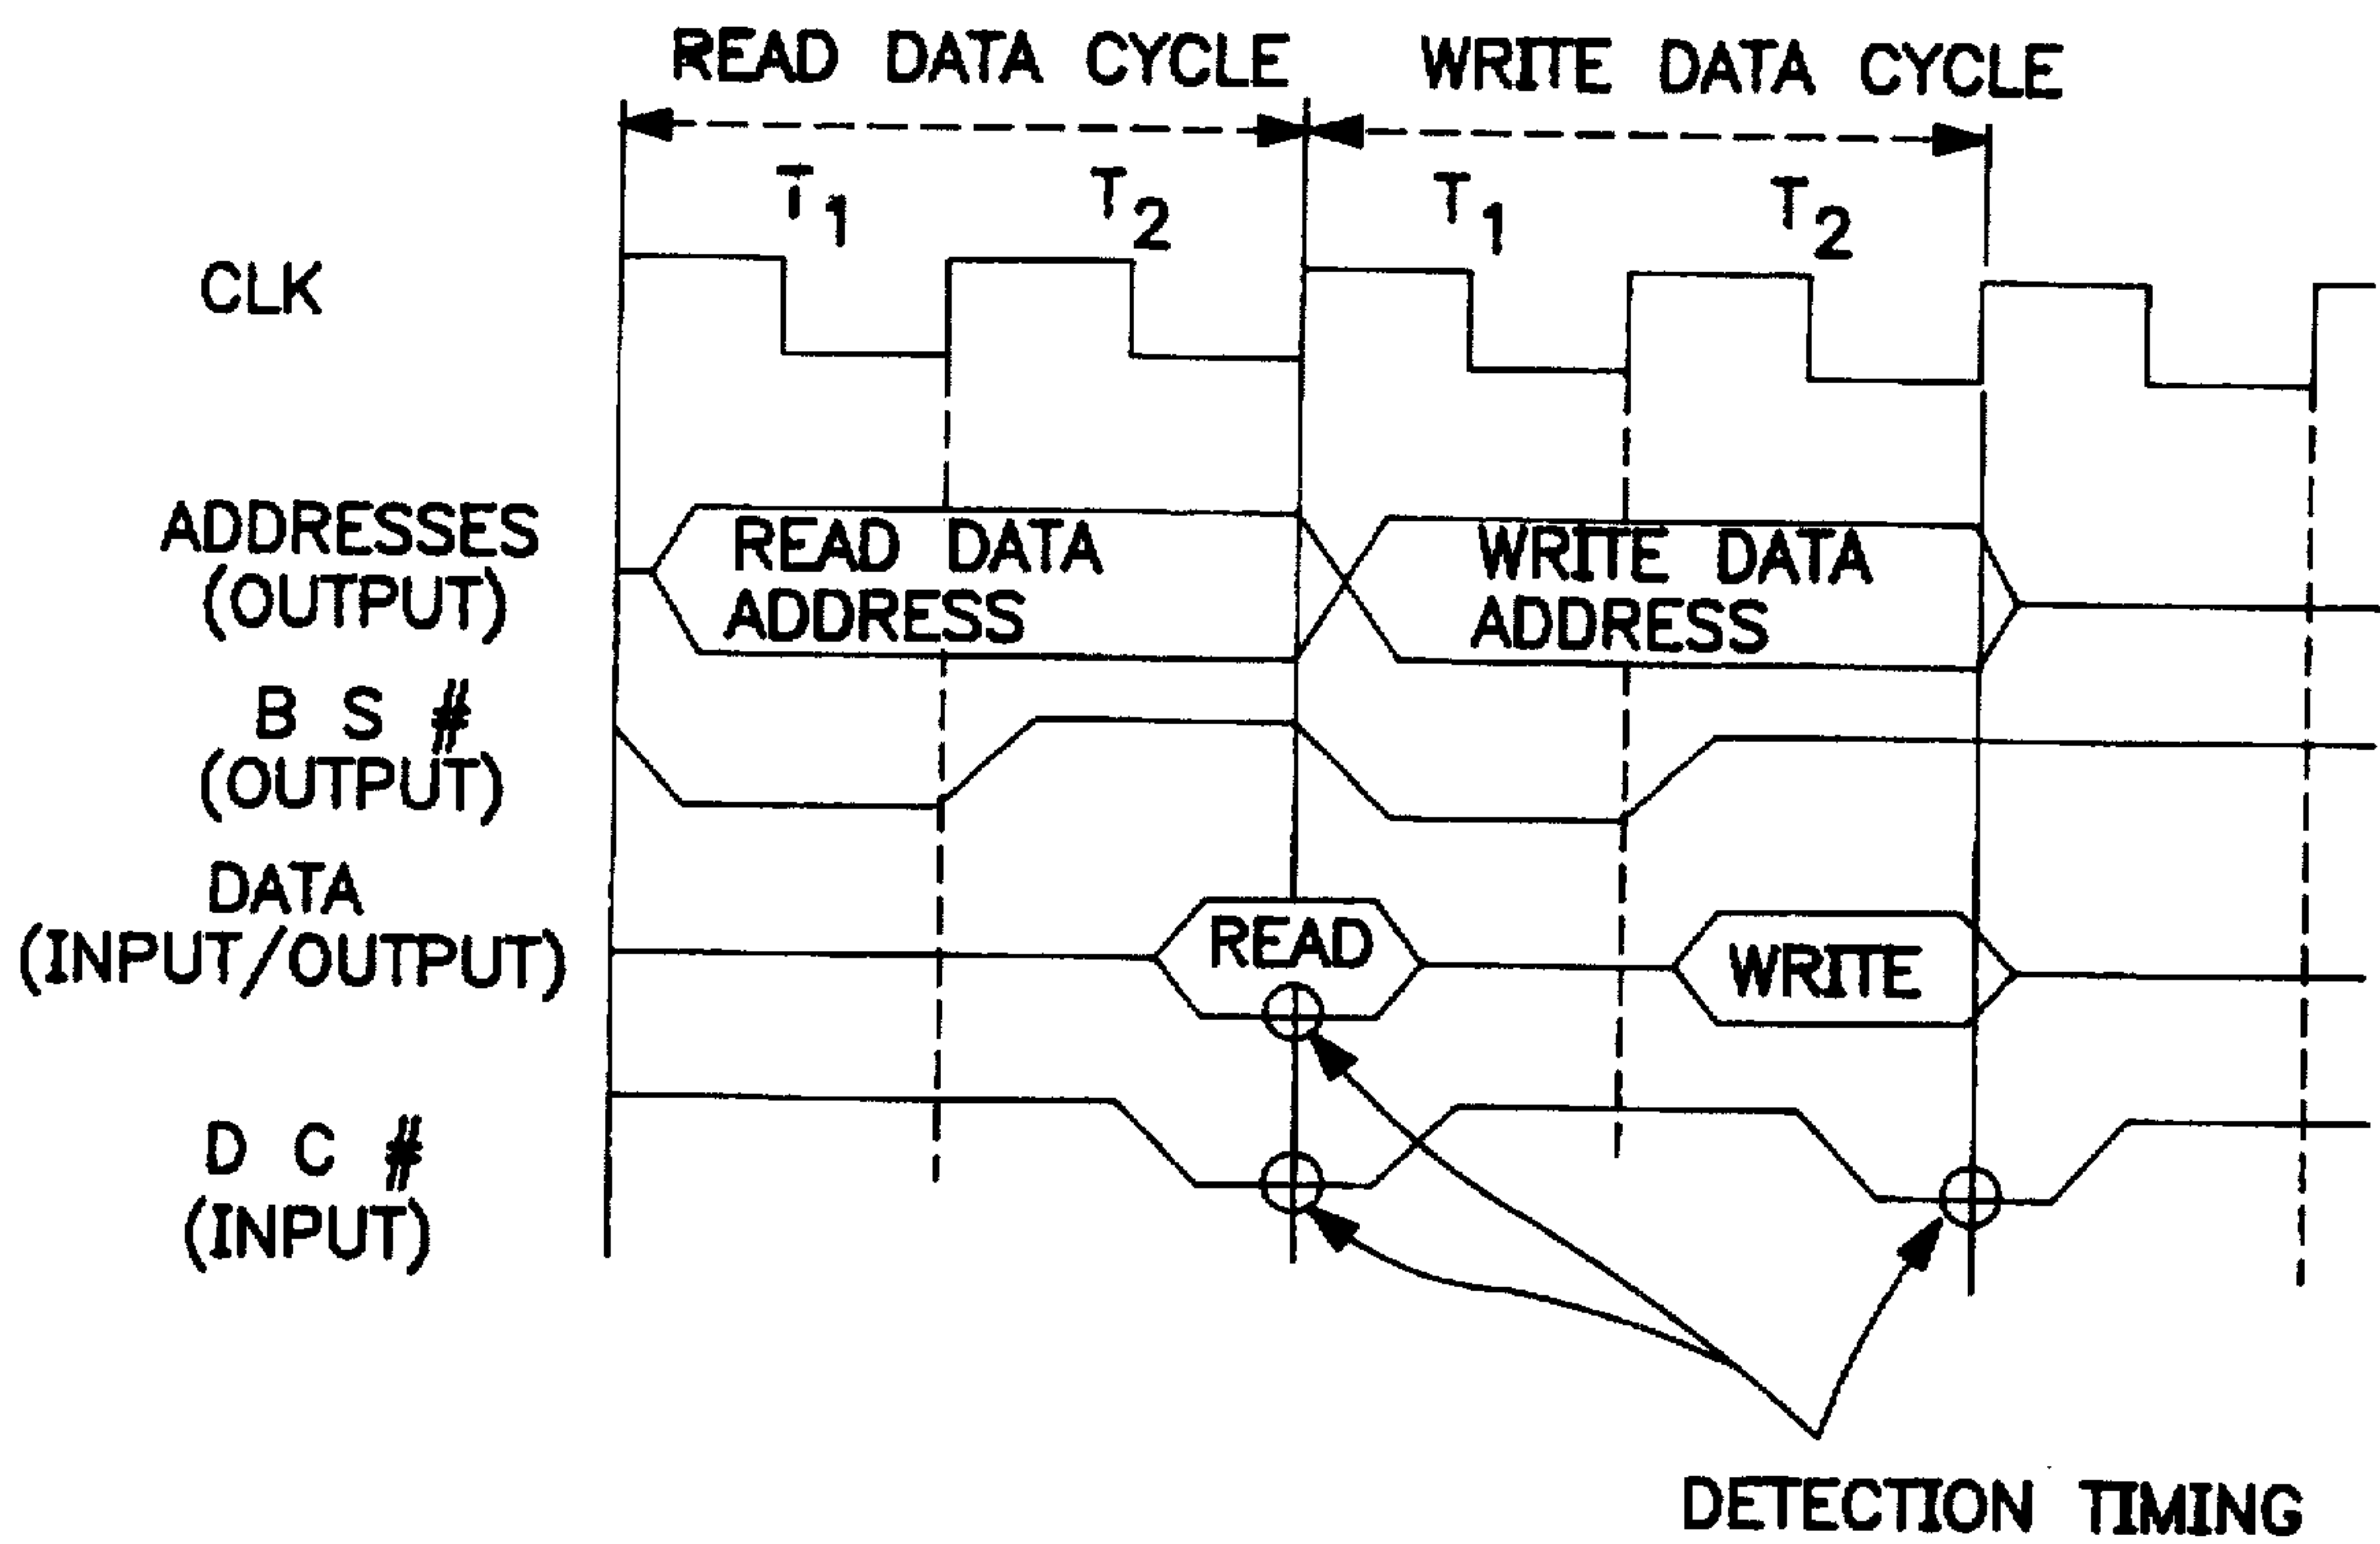 READ DATA CYCLE WRITE DATA CYCLE
T1 T2 T1 T2
CLK
ADDRESSES
(OUTPUT)
READ DATA
ADDRESS
WRITE DATA
ADDRESS
B S #
(OUTPUT)
DATA
(INPUT/OUTPUT)
READ
WRITE
D C #
(INPUT)
DETECTION TIMING